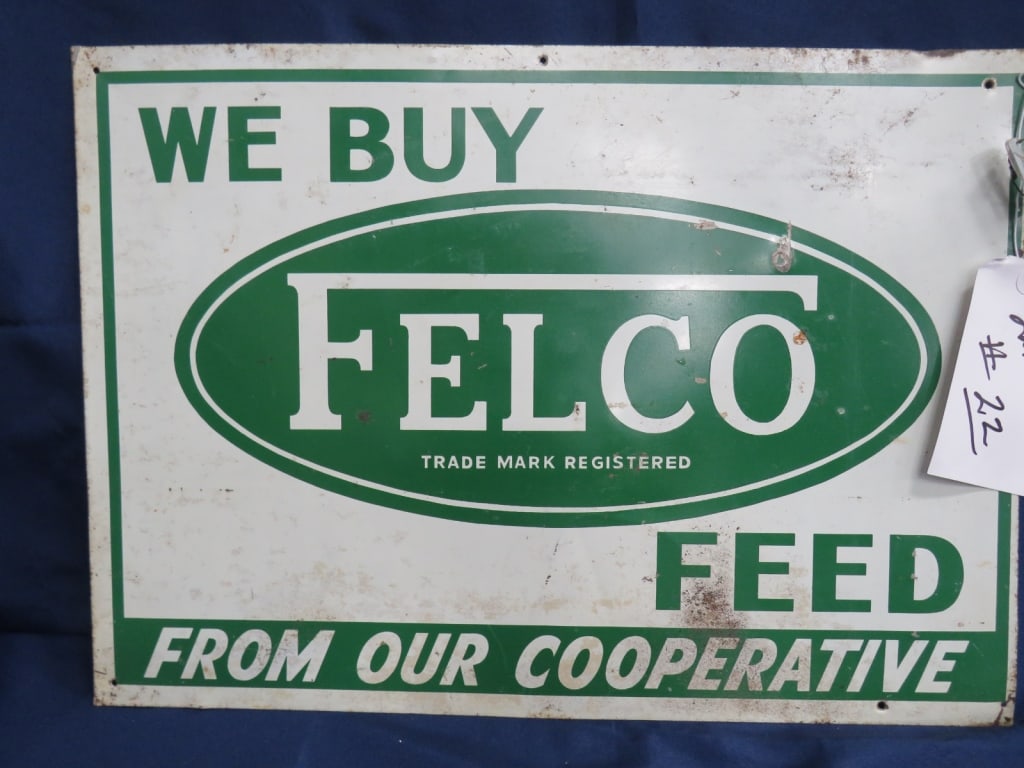 WE BUY
FELCO
TRADE MARK REGISTERED
FEED
FROM OUR COOPERATIVE
# 22